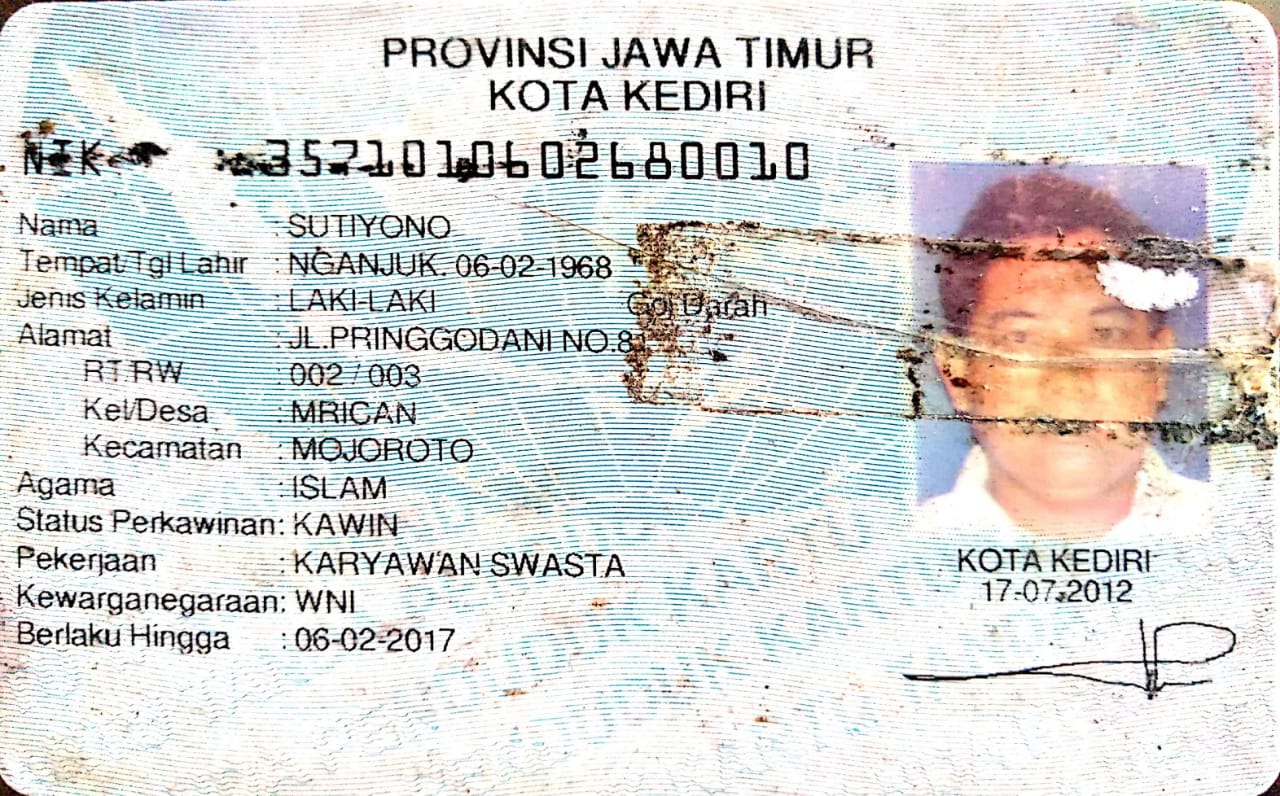 PROVINSI JAWA TIMUR
KOTA KEDIRI
NIK : 3571010602680010
Nama : SUTIYONO
Tempat/Tgl Lahir : NGANJUK. 06-02-1968
Jenis Kelamin : LAKI-LAKI Gol Darah
Alamat : JL.PRINGGODANI NO.81
RT/RW : 002 / 003
Kel/Desa : MRICAN
Kecamatan : MOJOROTO
Agama : ISLAM
Status Perkawinan: KAWIN
Pekerjaan : KARYAWAN SWASTA
Kewarganegaraan: WNI
Berlaku Hingga : 06-02-2017
KOTA KEDIRI
17-07-2012